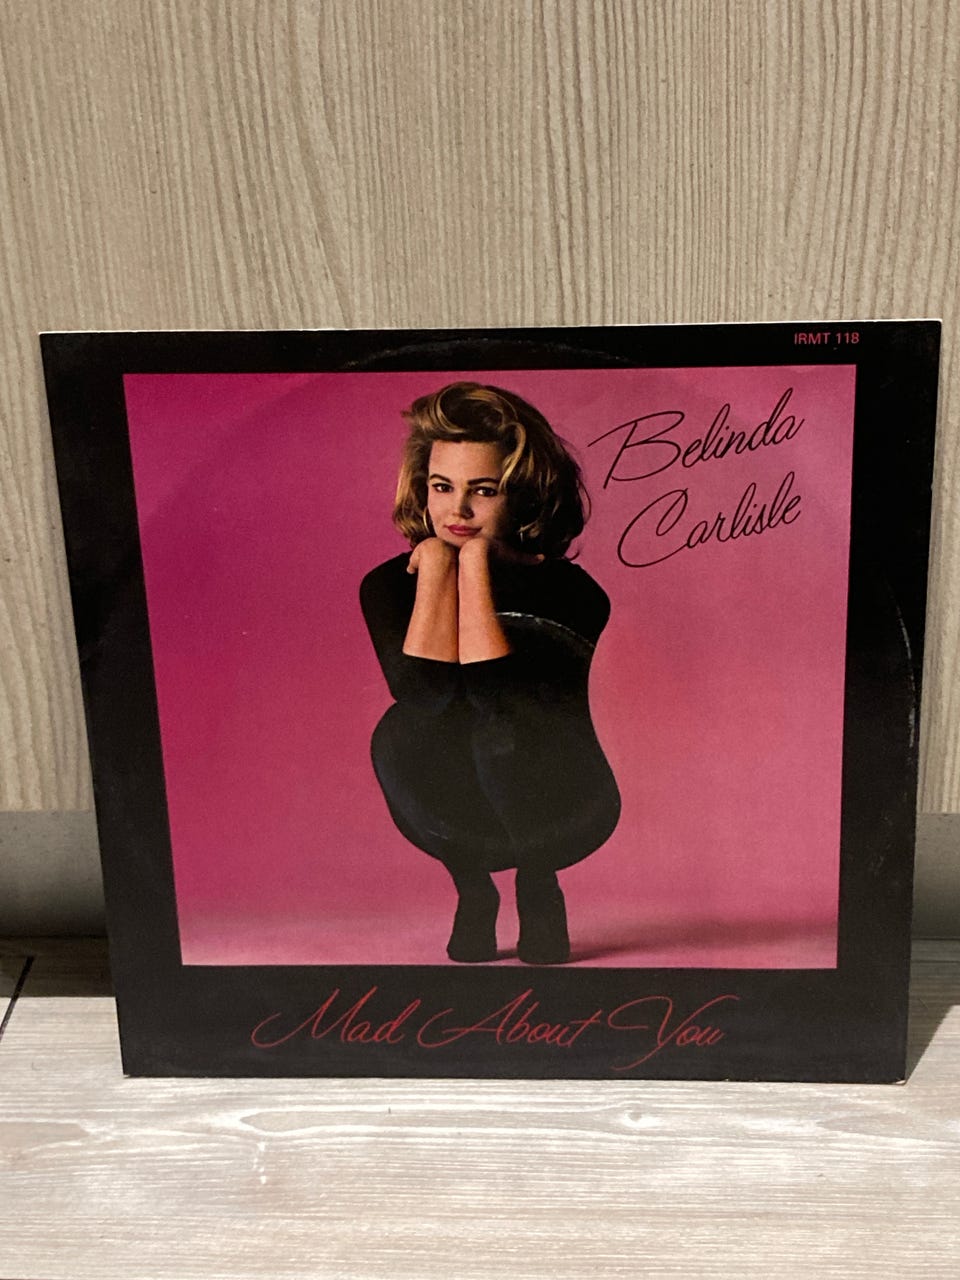 IRMT 118
Belinda
Carlisle
Mad About You